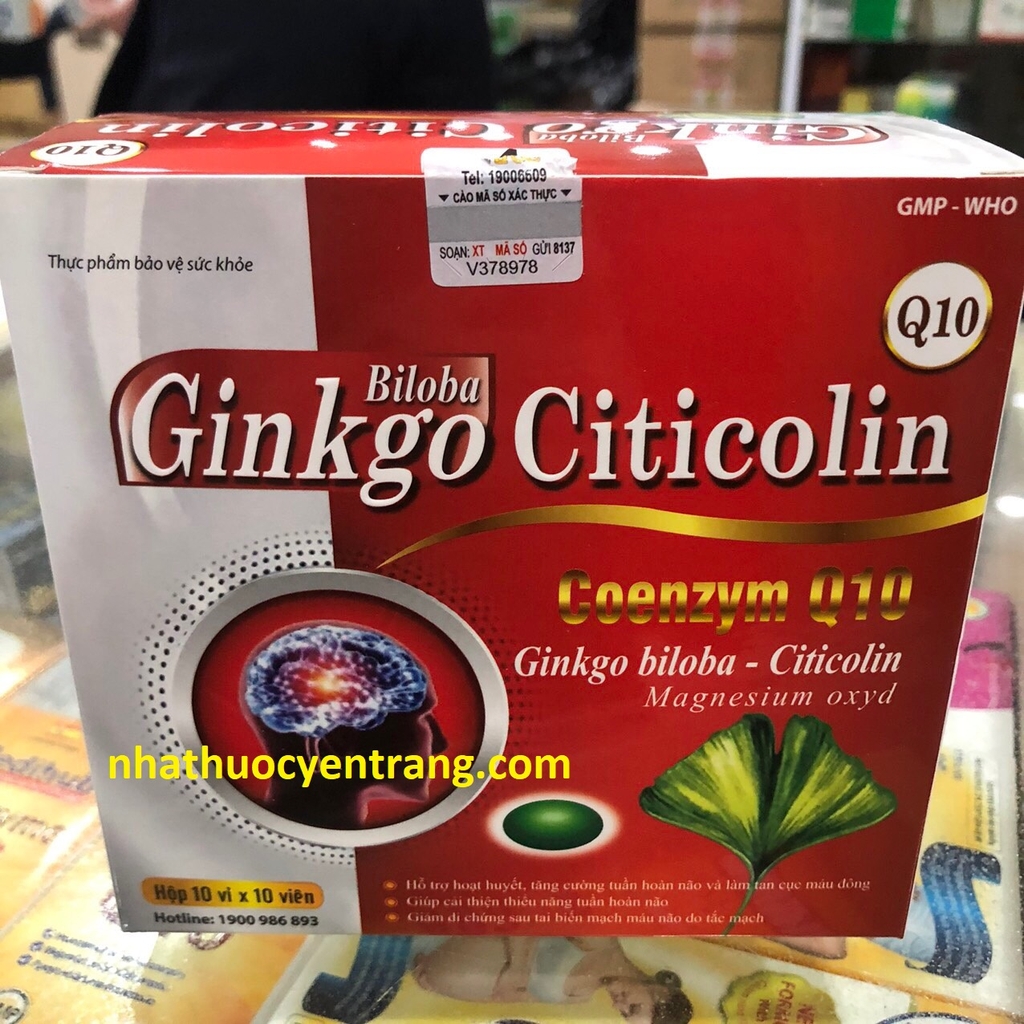 Q10
Citicolin
Biloba
Ginkgo
Tel: 19006609
CÀO MÃ SỐ XÁC THỰC
SOẠN: XT MÃ SỐ GỬI 8137
V378978
GMP - WHO
Thực phẩm bảo vệ sức khỏe
Q10
Biloba
Ginkgo Citicolin
Coenzym Q10
Ginkgo biloba - Citicolin
Magnesium oxyd
nhathuocyentrang.com
Hộp 10 vỉ x 10 viên
Hotline: 1900 986 893
Hỗ trợ hoạt huyết, tăng cường tuần hoàn não và làm tan cục máu đông
Giúp cải thiện thiểu năng tuần hoàn não
Giảm di chứng sau tai biến mạch máu não do tắc mạch
NEW